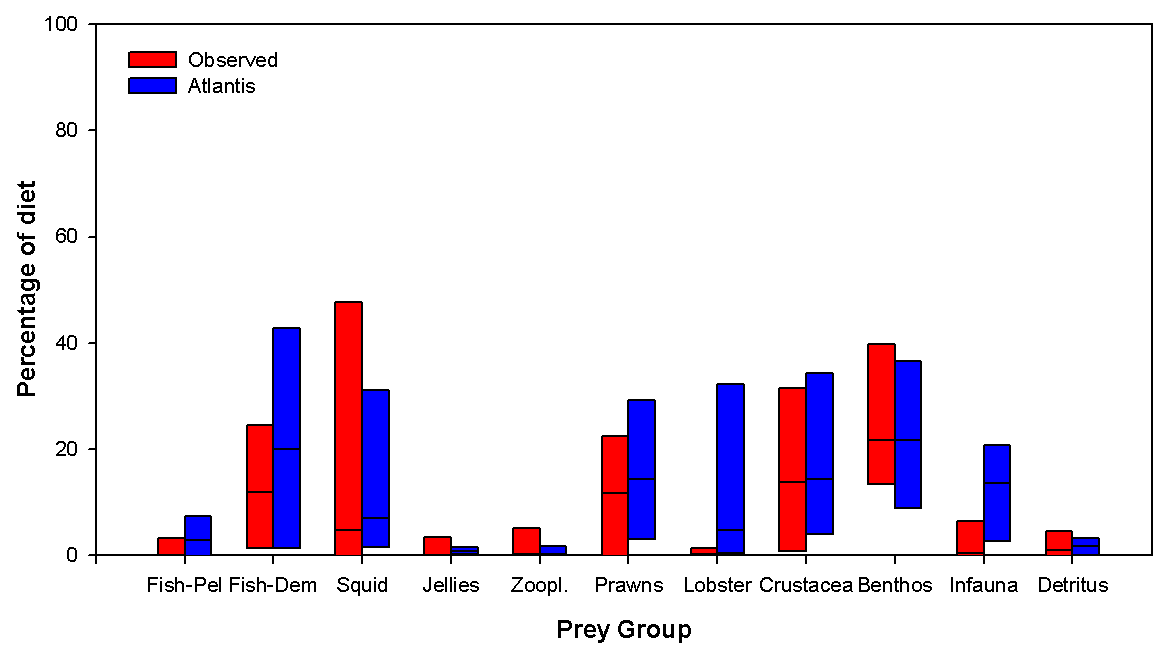 100
80
60
40
20
0
Percentage of diet
Observed
Atlantis
Fish-Pel Fish-Dem Squid Jellies Zoopl. Prawns Lobster Crustacea Benthos Infauna Detritus
Prey Group